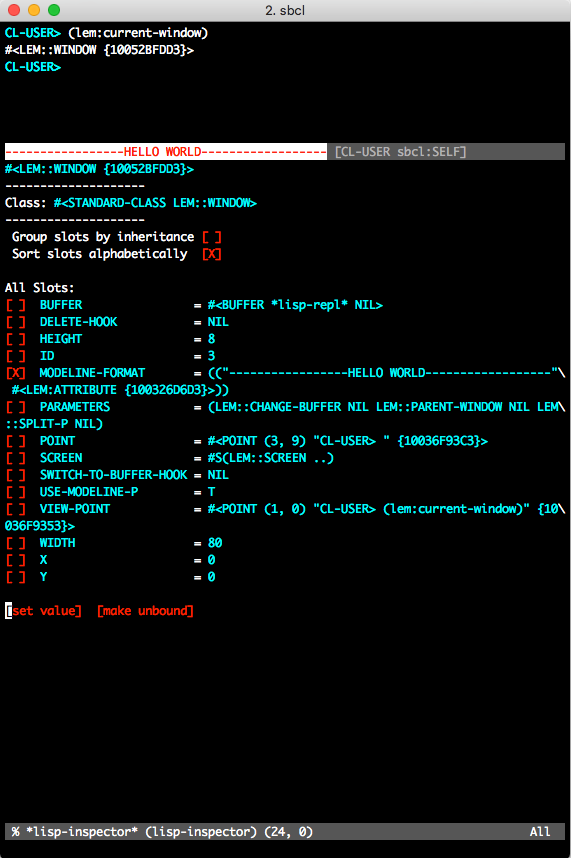 2. sbcl
CL-USER> (lem:current-window)
#<LEM::WINDOW {10052BFDD3}>
CL-USER>
-----------------HELLO WORLD------------------ [CL-USER sbcl:SELF]
#<LEM::WINDOW {10052BFDD3}>
--------------------
Class: #<STANDARD-CLASS LEM::WINDOW>
--------------------
Group slots by inheritance [ ]
Sort slots alphabetically  [X]
All Slots:
[ ]  BUFFER                = #<BUFFER *lisp-repl* NIL>
[ ]  DELETE-HOOK           = NIL
[ ]  HEIGHT                = 8
[ ]  ID                    = 3
[X]  MODELINE-FORMAT       = (("-----------------HELLO WORLD------------------"\
#<LEM:ATTRIBUTE {100326D6D3}>))
[ ]  PARAMETERS            = (LEM::CHANGE-BUFFER NIL LEM::PARENT-WINDOW NIL LEM\
::SPLIT-P NIL)
[ ]  POINT                 = #<POINT (3, 9) "CL-USER> " {10036F93C3}>
[ ]  SCREEN                = #S(LEM::SCREEN ..)
[ ]  SWITCH-TO-BUFFER-HOOK = NIL
[ ]  USE-MODELINE-P        = T
[ ]  VIEW-POINT            = #<POINT (1, 0) "CL-USER> (lem:current-window)" {10\
036F9353}>
[ ]  WIDTH                 = 80
[ ]  X                     = 0
[ ]  Y                     = 0
[set value]  [make unbound]
% *lisp-inspector* (lisp-inspector) (24, 0) All